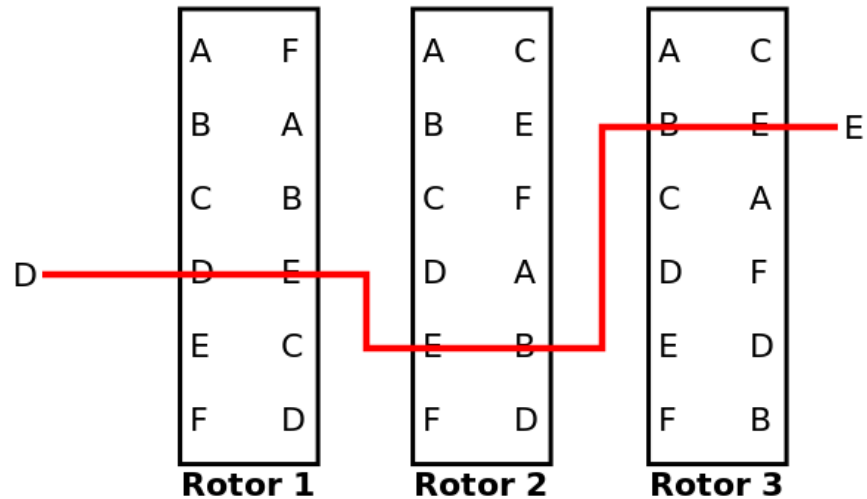 A F A C A C
B A B E B E E
C B C F C A
D D E D A D F
E C E B E D
F D F D F B
Rotor 1 Rotor 2 Rotor 3